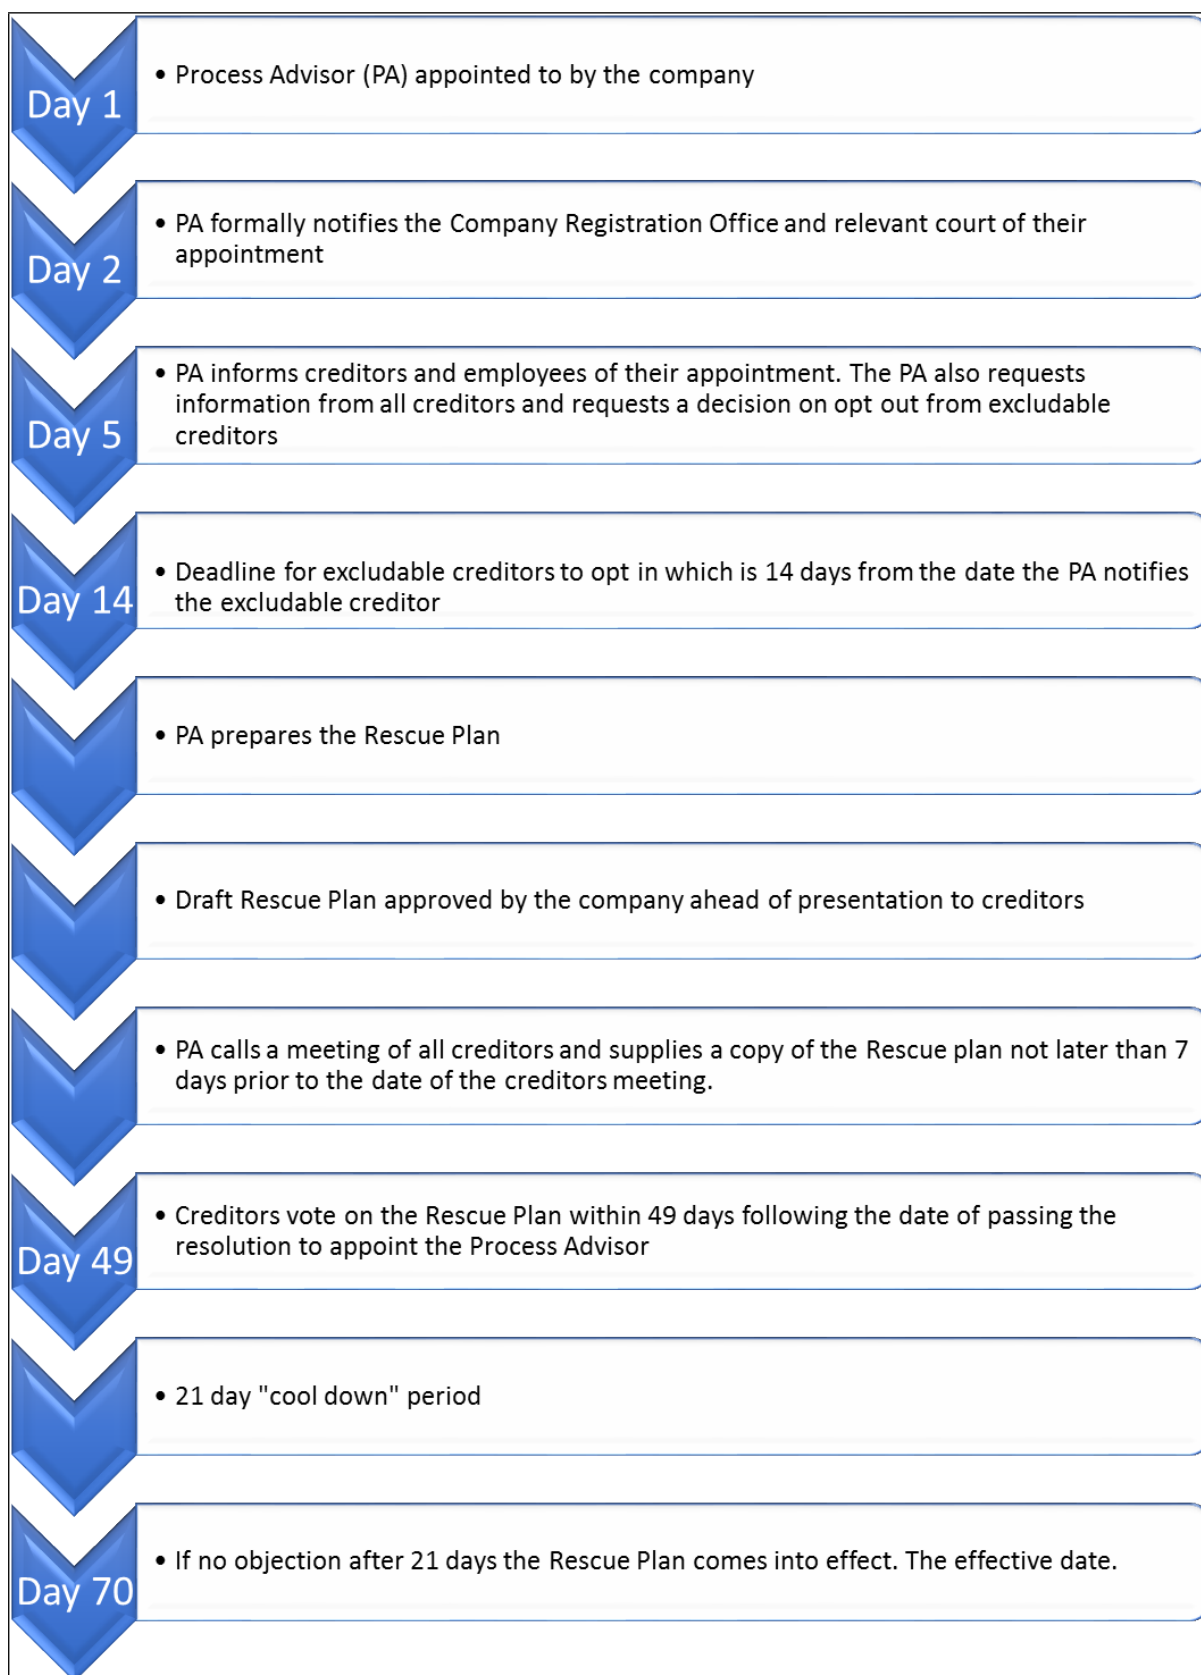 Day 1
• Process Advisor (PA) appointed to by the company
Day 2
• PA formally notifies the Company Registration Office and relevant court of their
appointment
Day 5
• PA informs creditors and employees of their appointment. The PA also requests
information from all creditors and requests a decision on opt out from excludable
creditors
Day 14
• Deadline for excludable creditors to opt in which is 14 days from the date the PA notifies
the excludable creditor
• PA prepares the Rescue Plan
• Draft Rescue Plan approved by the company ahead of presentation to creditors
• PA calls a meeting of all creditors and supplies a copy of the Rescue plan not later than 7
days prior to the date of the creditors meeting.
Day 49
• Creditors vote on the Rescue Plan within 49 days following the date of passing the
resolution to appoint the Process Advisor
• 21 day "cool down" period
Day 70
• If no objection after 21 days the Rescue Plan comes into effect. The effective date.